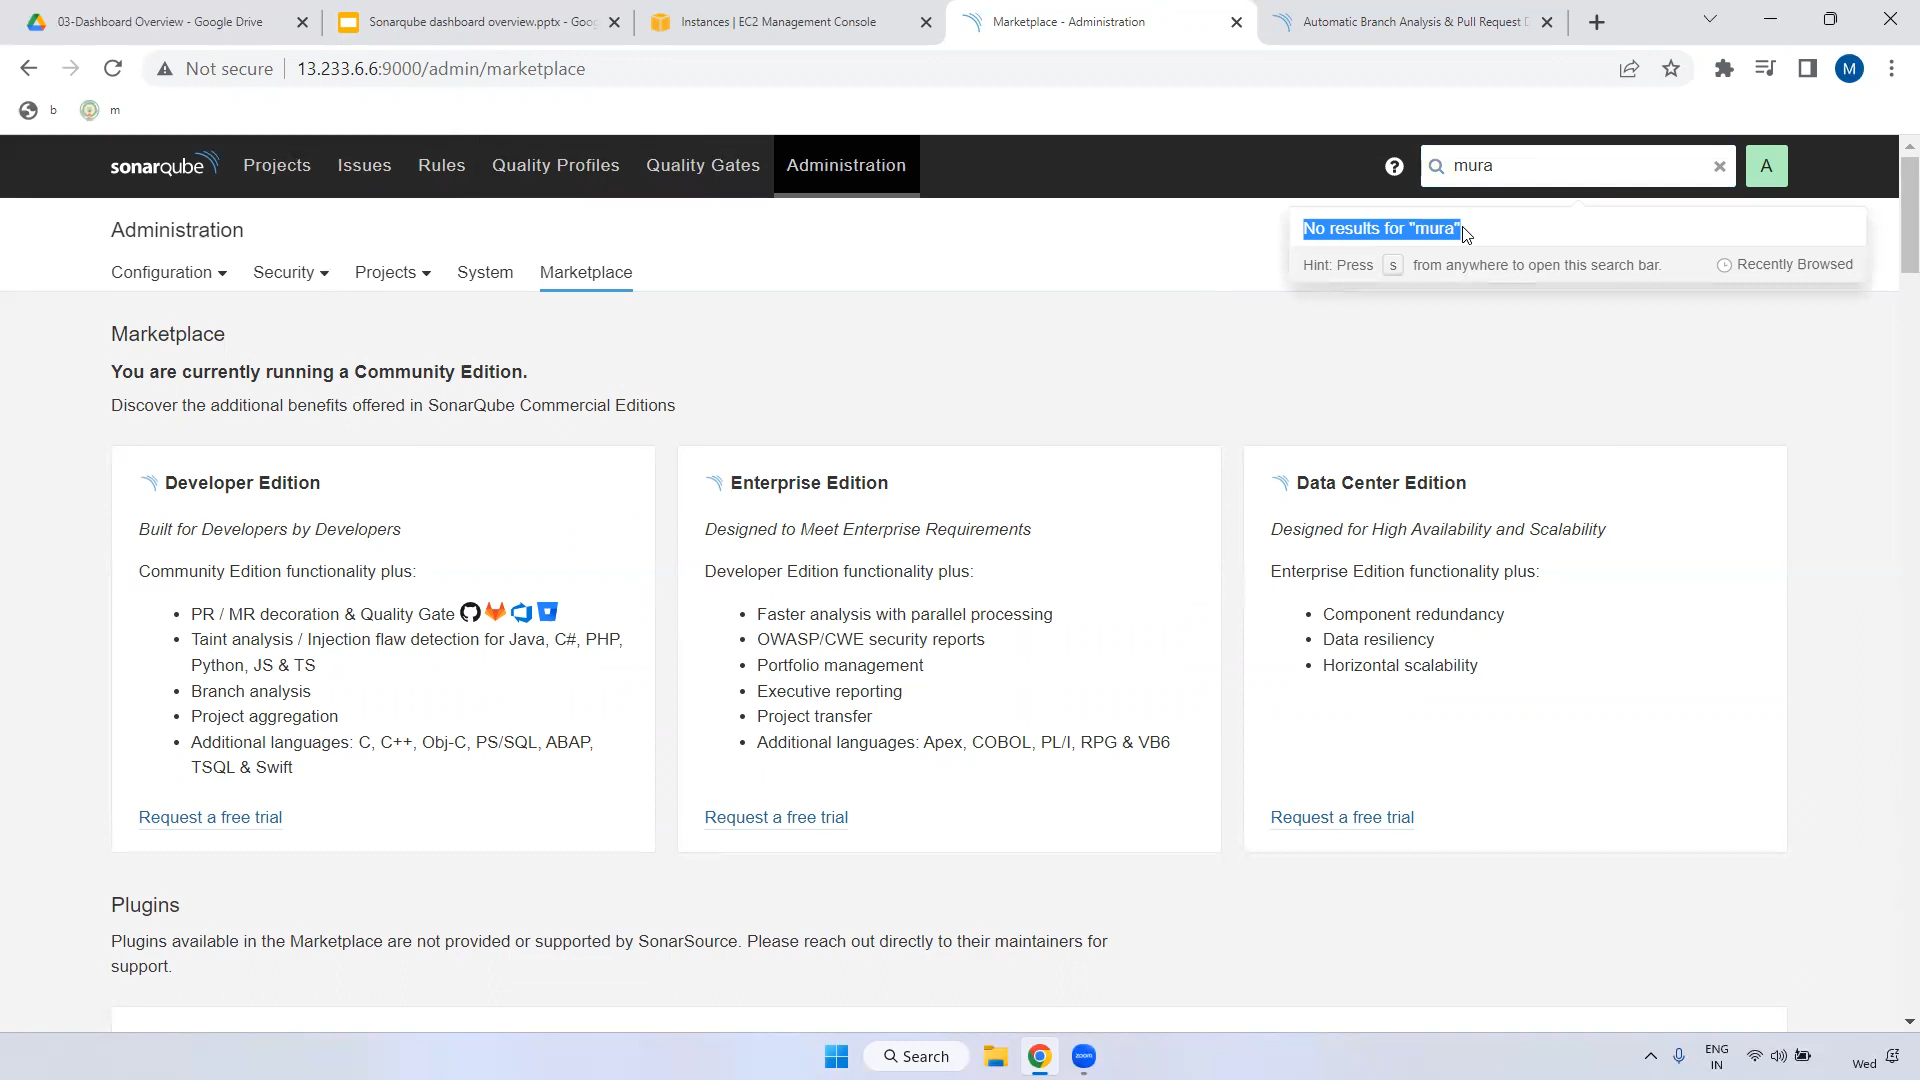 03-Dashboard Overview - Google Drive
Sonarqube dashboard overview.pptx - Goo
Instances | EC2 Management Console
Marketplace - Administration
Automatic Branch Analysis & Pull Request D
Not secure
13.233.6.6:9000/admin/marketplace
M
b
m
sonarqube
Projects
Issues
Rules
Quality Profiles
Quality Gates
Administration
?
mura
A
Administration
No results for "mura"
Hint: Press s from anywhere to open this search bar.
Recently Browsed
Configuration
Security
Projects
System
Marketplace
Marketplace
You are currently running a Community Edition.
Discover the additional benefits offered in SonarQube Commercial Editions
Developer Edition
Built for Developers by Developers
Community Edition functionality plus:
• PR / MR decoration & Quality Gate
• Taint analysis / Injection flaw detection for Java, C#, PHP,
Python, JS & TS
• Branch analysis
• Project aggregation
• Additional languages: C, C++, Obj-C, PS/SQL, ABAP,
TSQL & Swift
Request a free trial
Enterprise Edition
Designed to Meet Enterprise Requirements
Developer Edition functionality plus:
• Faster analysis with parallel processing
• OWASP/CWE security reports
• Portfolio management
• Executive reporting
• Project transfer
• Additional languages: Apex, COBOL, PL/I, RPG & VB6
Request a free trial
Data Center Edition
Designed for High Availability and Scalability
Enterprise Edition functionality plus:
• Component redundancy
• Data resiliency
• Horizontal scalability
Request a free trial
Plugins
Plugins available in the Marketplace are not provided or supported by SonarSource. Please reach out directly to their maintainers for
support.
Search
zoom
ENG
IN
Wed